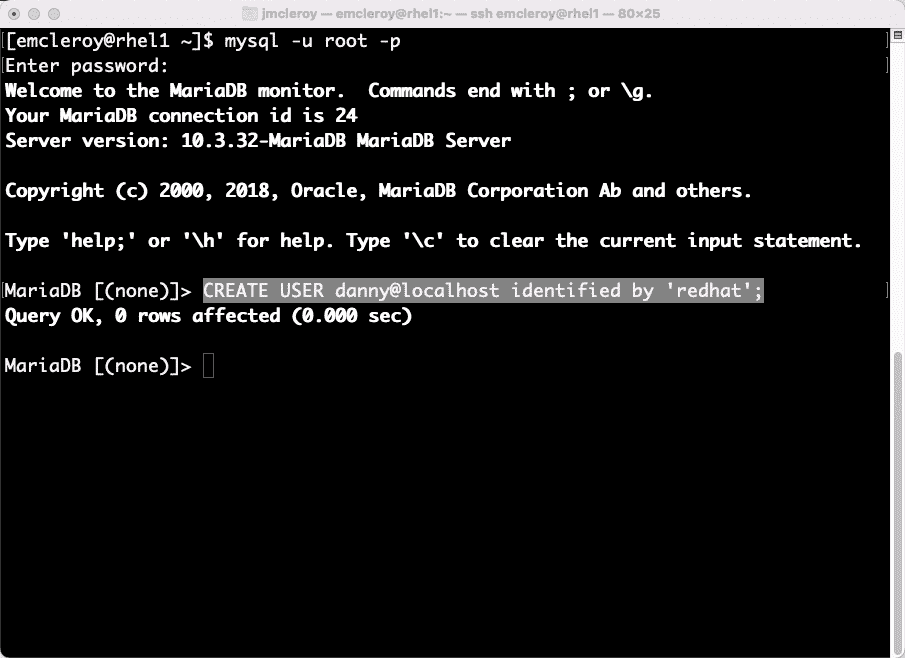 jmcleroy — emcleroy@rhel1:~ — ssh emcleroy@rhel1 — 80×25
[emcleroy@rhel1 ~]$ mysql -u root -p
Enter password:
Welcome to the MariaDB monitor.  Commands end with ; or \g.
Your MariaDB connection id is 24
Server version: 10.3.32-MariaDB MariaDB Server
Copyright (c) 2000, 2018, Oracle, MariaDB Corporation Ab and others.
Type 'help;' or '\h' for help. Type '\c' to clear the current input statement.
MariaDB [(none)]> CREATE USER danny@localhost identified by 'redhat';
Query OK, 0 rows affected (0.000 sec)
MariaDB [(none)]>